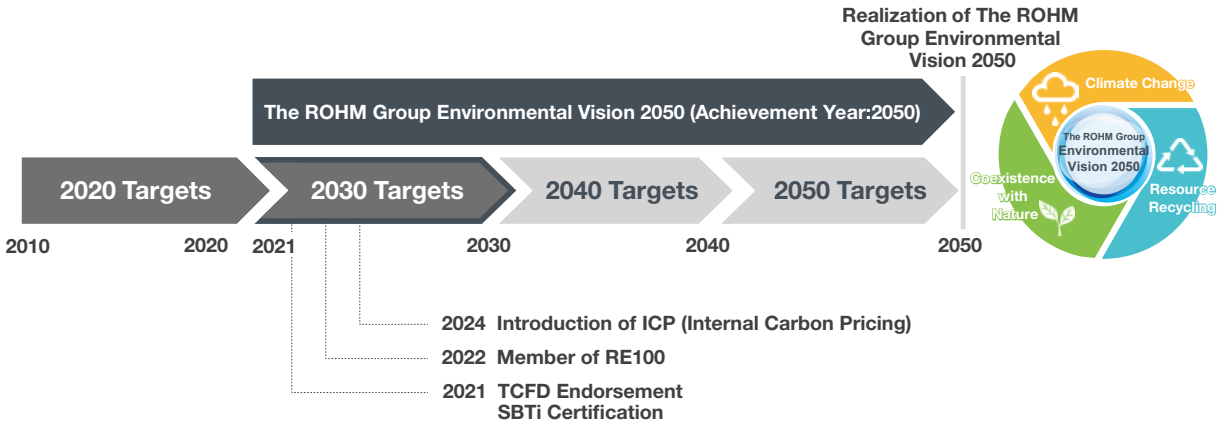 Realization of The ROHM
Group Environmental
Vision 2050
The ROHM Group Environmental Vision 2050 (Achievement Year:2050)
2020 Targets
2030 Targets
2040 Targets
2050 Targets
2010
2020
2021
2030
2040
2050
Climate Change
The ROHM Group
Environmental
Vision 2050
Coexistence
with
Nature
Resource
Recycling
2024 Introduction of ICP (Internal Carbon Pricing)
2022 Member of RE100
2021 TCFD Endorsement
SBTi Certification